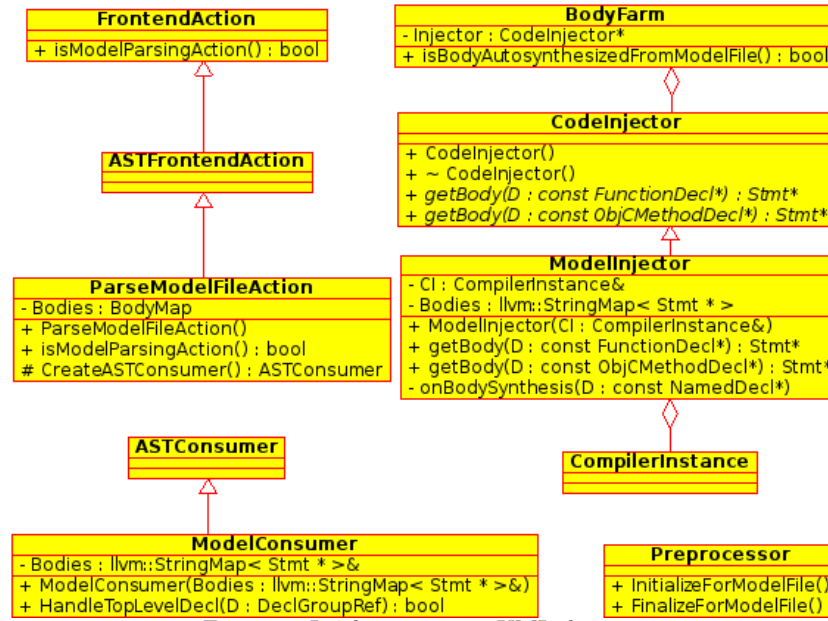 FrontendAction
+ isModelParsingAction() : bool
ASTFrontendAction
ParseModelFileAction
- Bodies : BodyMap
+ ParseModelFileAction()
+ isModelParsingAction() : bool
# CreateASTConsumer() : ASTConsumer
ASTConsumer
ModelConsumer
- Bodies : llvm::StringMap< Stmt * >&
+ ModelConsumer(Bodies : llvm::StringMap< Stmt * >&)
+ HandleTopLevelDecl(D : DeclGroupRef) : bool
BodyFarm
- Injector : CodeInjector*
+ isBodyAutosynthesizedFromModelFile() : bool
CodeInjector
+ CodeInjector()
+ ~ CodeInjector()
+ getBody(D : const FunctionDecl*) : Stmt*
+ getBody(D : const ObjCMethodDecl*) : Stmt*
ModelInjector
- CI : CompilerInstance&
- Bodies : llvm::StringMap< Stmt * >
+ ModelInjector(CI : CompilerInstance&)
+ getBody(D : const FunctionDecl*) : Stmt*
+ getBody(D : const ObjCMethodDecl*) : Stmt*
- onBodySynthesis(D : const NamedDecl*)
CompilerInstance
Preprocessor
+ InitializeForModelFile()
+ FinalizeForModelFile()